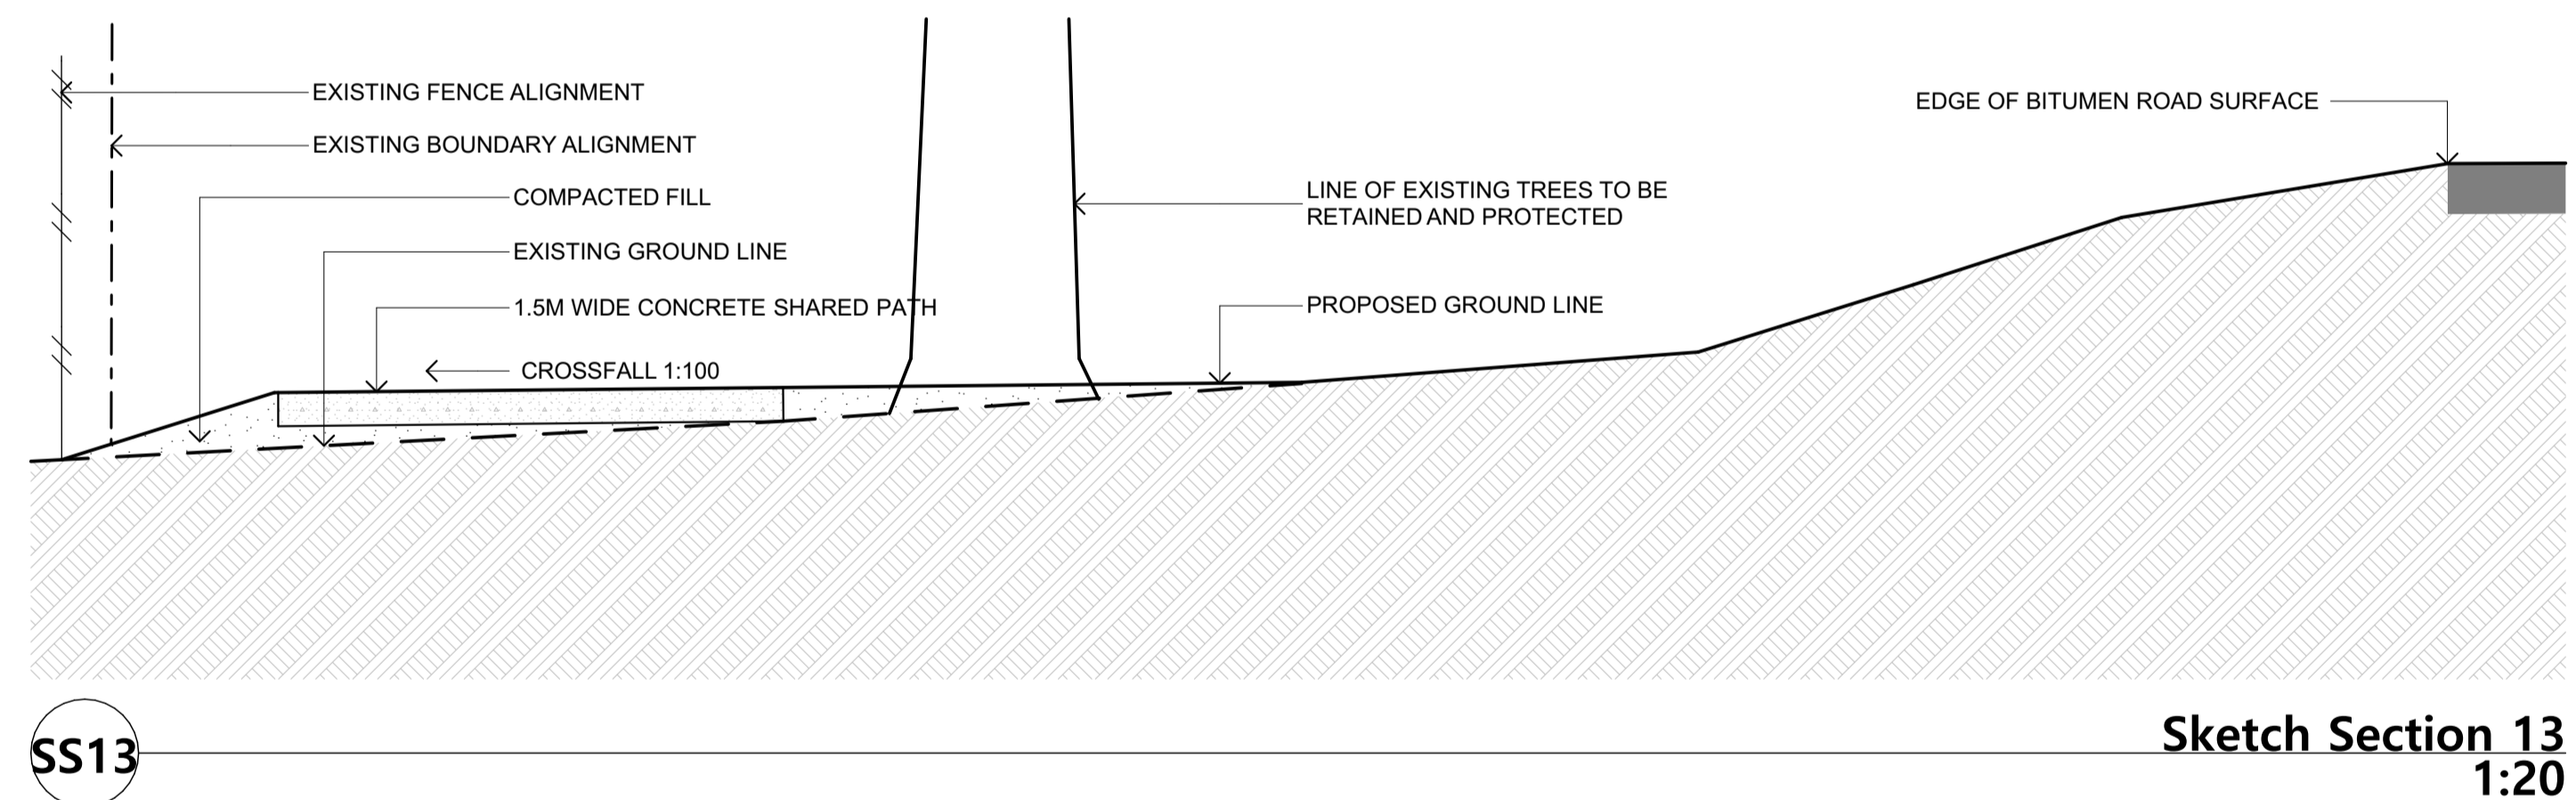 EXISTING FENCE ALIGNMENT
EXISTING BOUNDARY ALIGNMENT
COMPACTED FILL
EXISTING GROUND LINE
1.5M WIDE CONCRETE SHARED PATH
CROSSFALL 1:100
LINE OF EXISTING TREES TO BE
RETAINED AND PROTECTED
PROPOSED GROUND LINE
EDGE OF BITUMEN ROAD SURFACE
SS13
Sketch Section 13
1:20